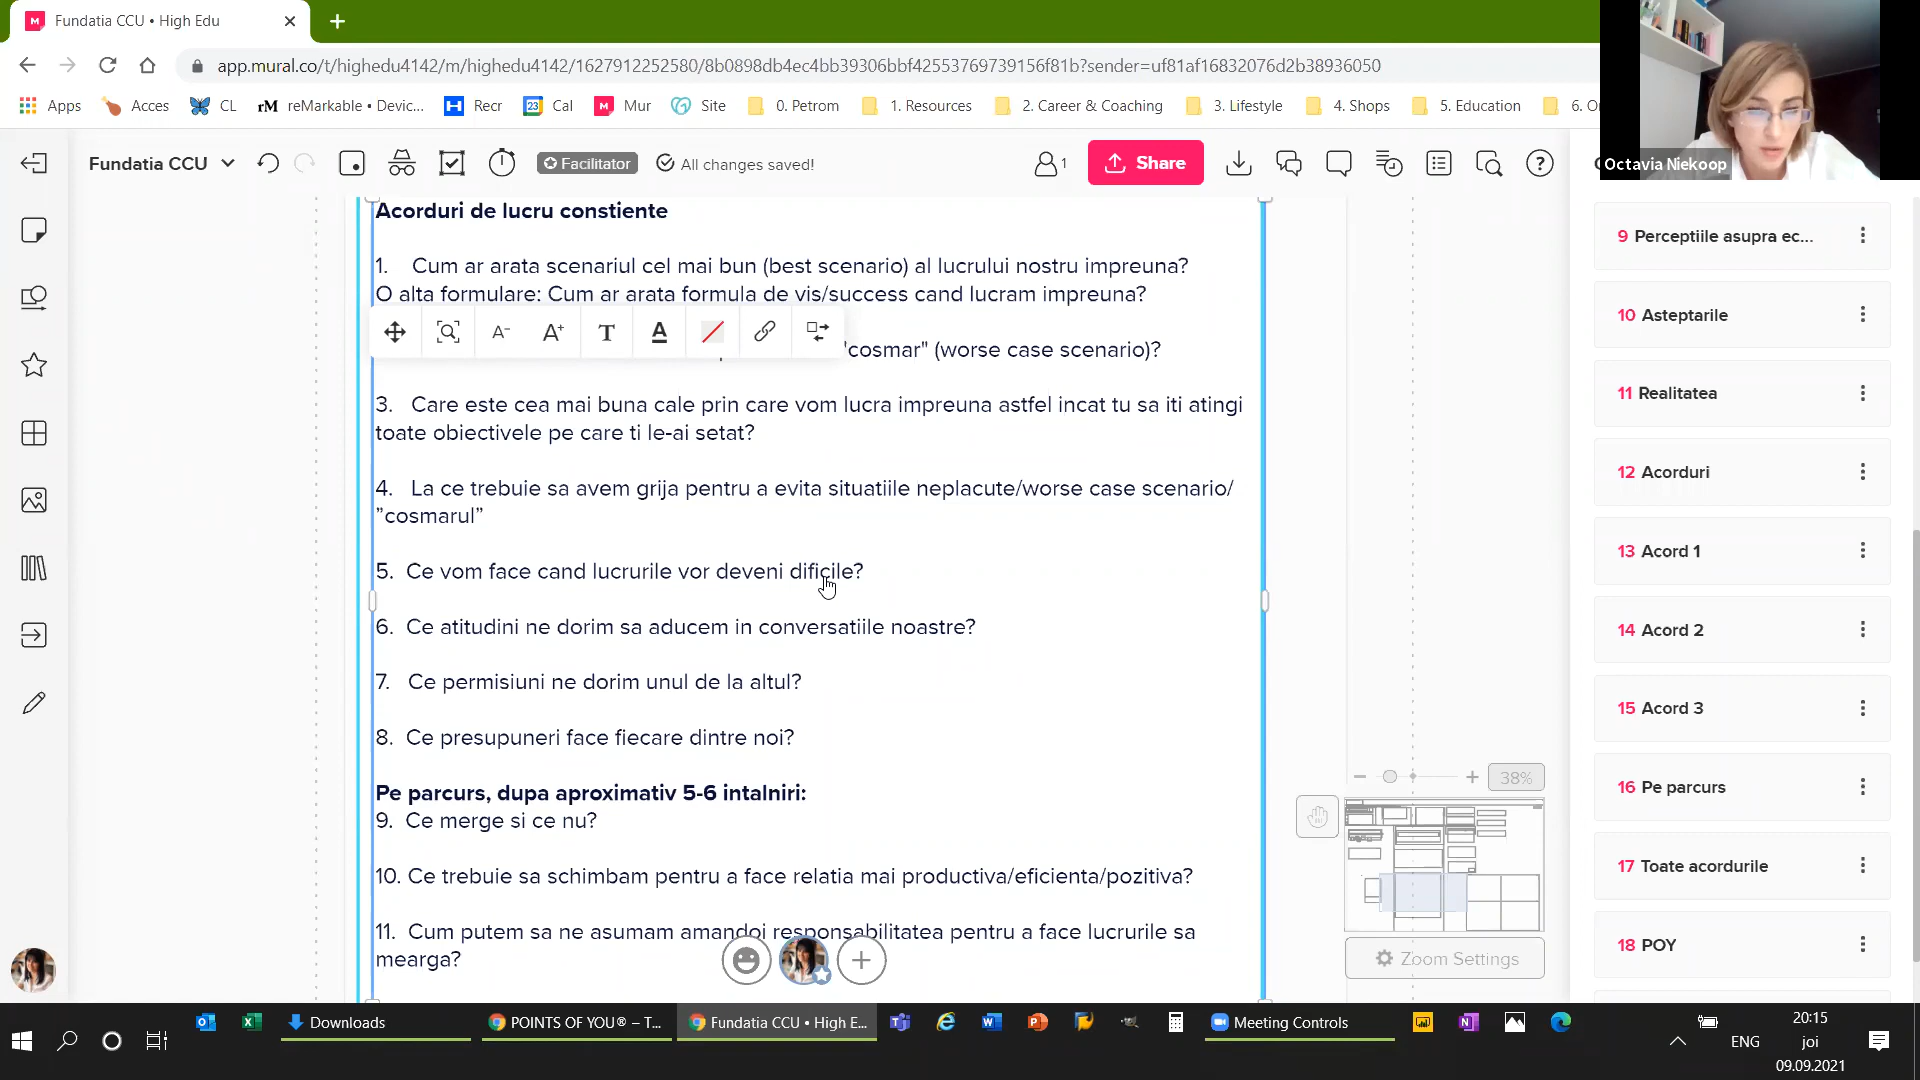 Fundatia CCU • High Edu
app.mural.co/t/highedu4142/m/highedu4142/1627912252580/8b0898db4ec4bb39306bbf42553769739156f81b?sender=uf81af16832076d2b38936050
Apps Acces CL rM reMarkable • Devic... Recr 23 Cal Mur Site 0. Petrom 1. Resources 2. Career & Coaching 3. Lifestyle 4. Shops 5. Education 6. O
Octavia Niekoop
Fundatia CCU Facilitator All changes saved! 1 Share
Acorduri de lucru constiente
1. Cum ar arata scenariul cel mai bun (best scenario) al lucrului nostru impreuna?
O alta formulare: Cum ar arata formula de vis/success cand lucram impreuna?
A- A+ T A
"cosmar" (worse case scenario)?
3. Care este cea mai buna cale prin care vom lucra impreuna astfel incat tu sa iti atingi
toate obiectivele pe care ti le-ai setat?
4. La ce trebuie sa avem grija pentru a evita situatiile neplacute/worse case scenario/
”cosmarul”
5. Ce vom face cand lucrurile vor deveni dificile?
6. Ce atitudini ne dorim sa aducem in conversatiile noastre?
7. Ce permisiuni ne dorim unul de la altul?
8. Ce presupuneri face fiecare dintre noi?
Pe parcurs, dupa aproximativ 5-6 intalniri:
9. Ce merge si ce nu?
10. Ce trebuie sa schimbam pentru a face relatia mai productiva/eficienta/pozitiva?
11. Cum putem sa ne asumam amandoi responsabilitatea pentru a face lucrurile sa
mearga?
9 Perceptiile asupra ec...
10 Asteptarile
11 Realitatea
12 Acorduri
13 Acord 1
14 Acord 2
15 Acord 3
16 Pe parcurs
17 Toate acordurile
18 POY
38%
Zoom Settings
Downloads
POINTS OF YOU® – T...
Fundatia CCU • High E...
Meeting Controls
ENG
20:15
joi
09.09.2021